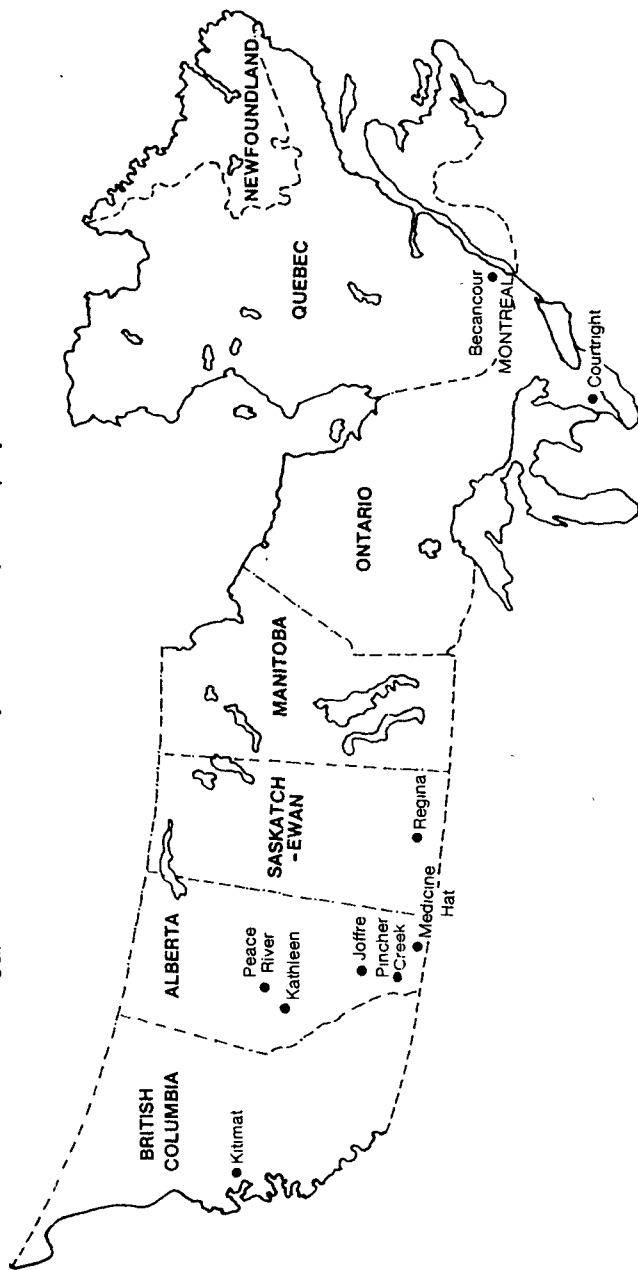 BRITISH
COLUMBIA
Kitimat
ALBERTA
Peace
River
Kathleen
Joffre
Pincher
Creek
Medicine
Hat
SASKATCH
-EWAN
Regina
MANITOBA
ONTARIO
QUEBEC
NEWFOUNDLAND
Becancour
MONTREAL
Courtright